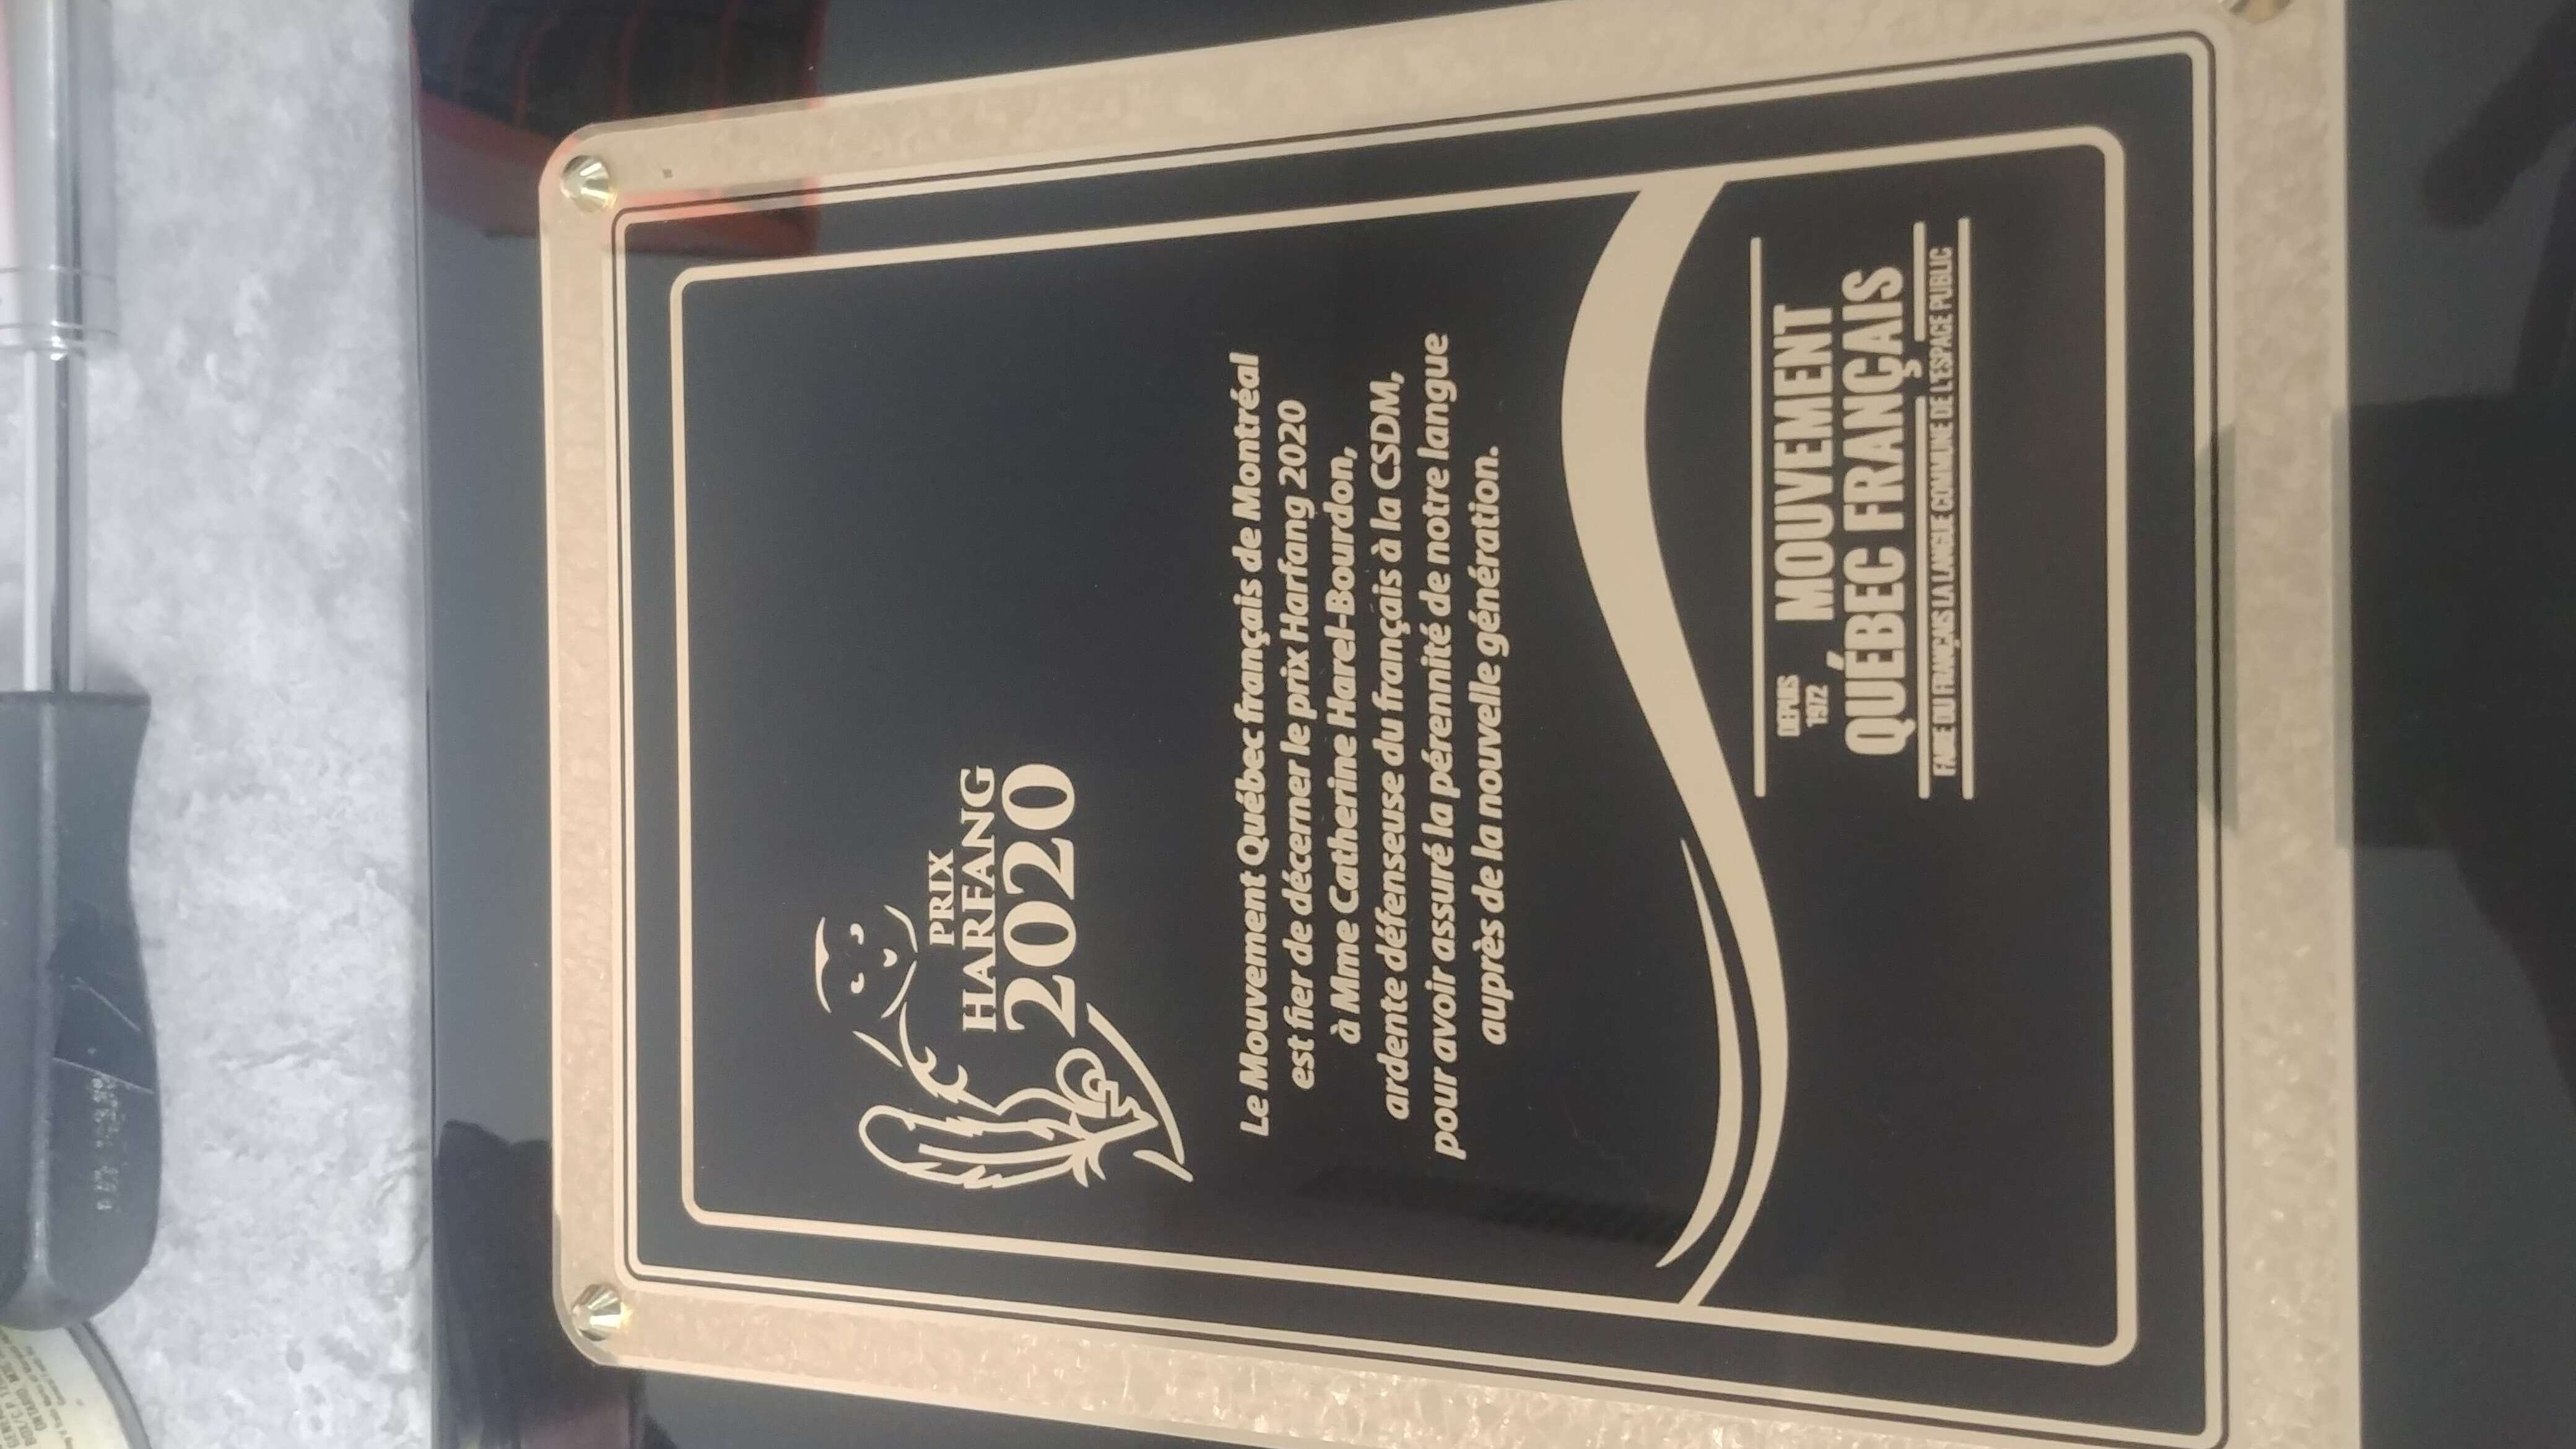 PRIX
HARFANG
2020
Le Mouvement Québec français de Montréal
est fier de décerner le prix Harfang 2020
à Mme Catherine Harel-Bourdon,
ardente défenseuse du français à la CSDM,
pour avoir assuré la pérennité de notre langue
auprès de la nouvelle génération.
DEPUIS
1972
MOUVEMENT
QUÉBEC FRANÇAIS
FAIRE DU FRANÇAIS LA LANGUE COMMUNE DE L'ESPACE PUBLIC